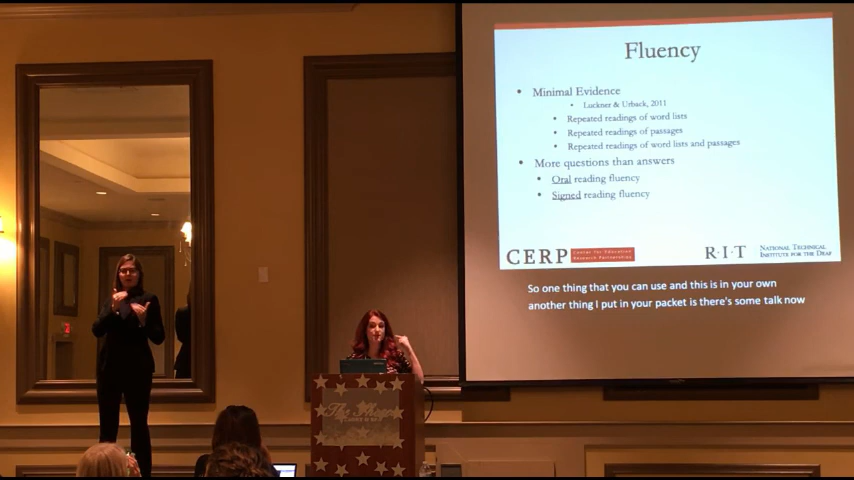 Fluency
• Minimal Evidence
• Luckner & Urback, 2011
• Repeated readings of word lists
• Repeated readings of passages
• Repeated readings of word lists and passages
• More questions than answers
• Oral reading fluency
• Signed reading fluency
CERP Center for Education
Research Partnerships
R·I·T NATIONAL TECHNICAL
INSTITUTE FOR THE DEAF
So one thing that you can use and this is in your own
another thing I put in your packet is there's some talk now